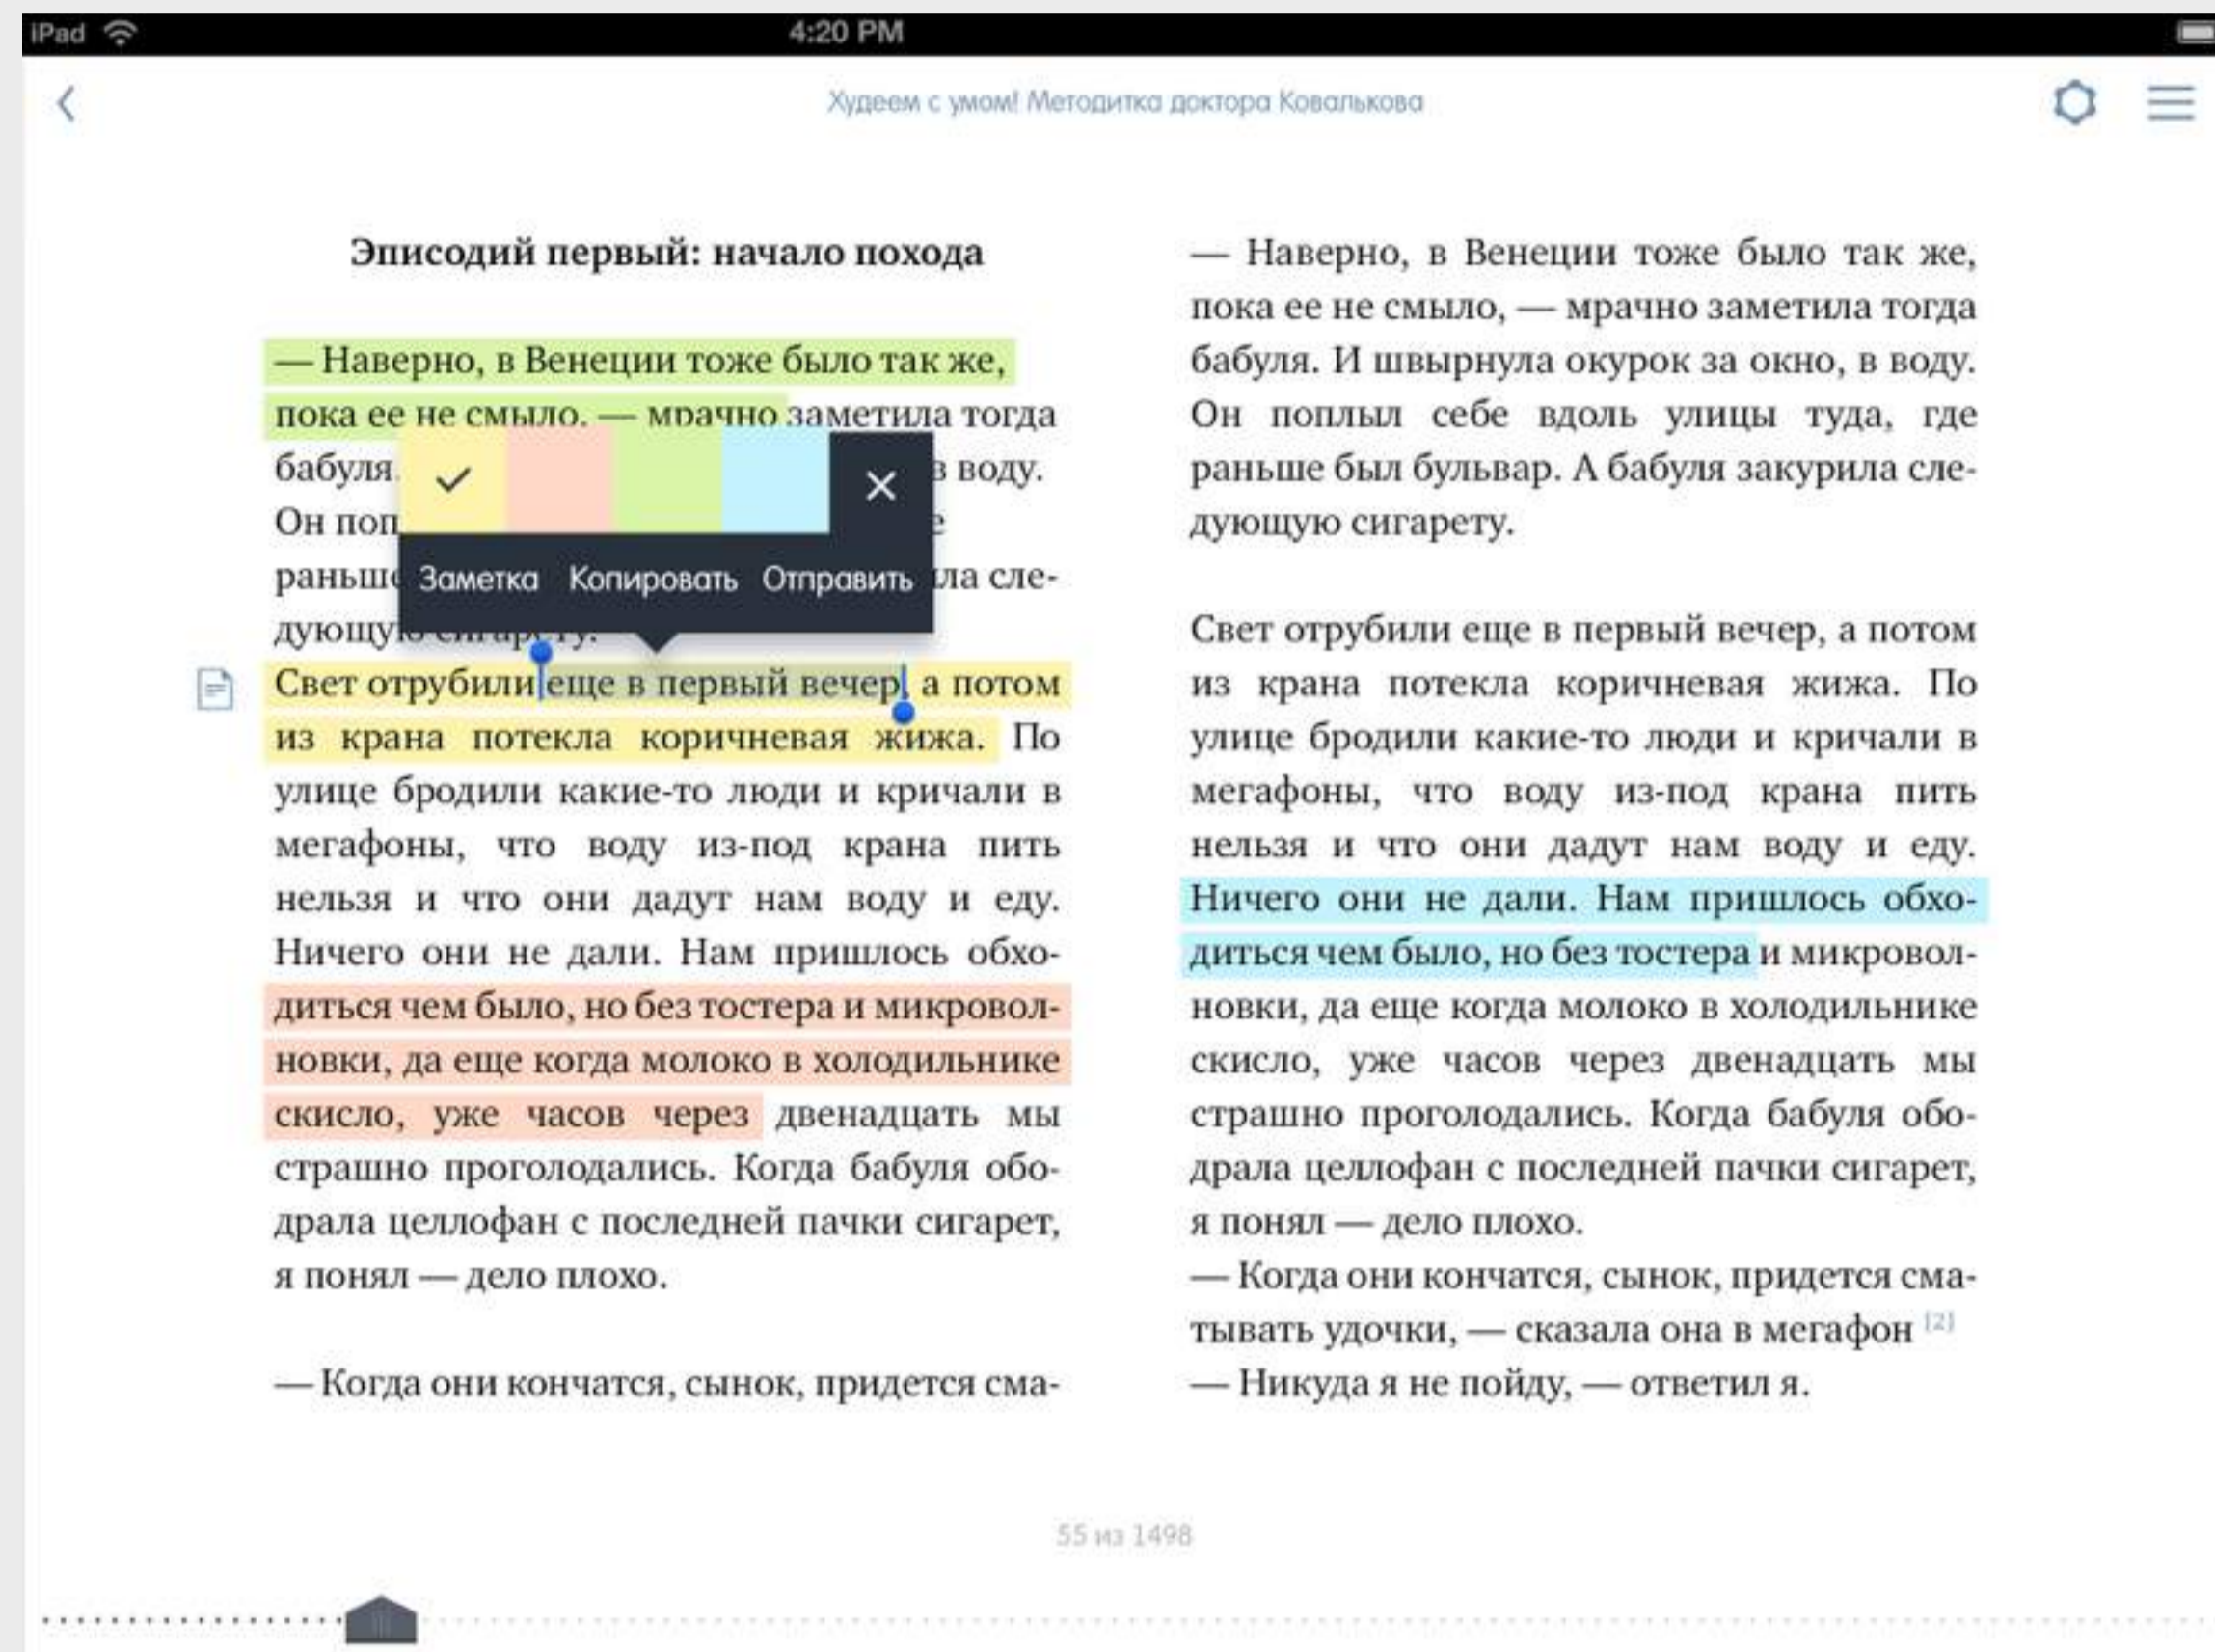 iPad
4:20 PM
Худеем с умом! Методитка доктора Ковалькова
Эписодий первый: начало похода
— Наверно, в Венеции тоже было так же,
пока ее не смыло, — мрачно заметила тогда
бабуля. в воду.
Он поп
раньше ла сле-
дующую сигарету.
Заметка Копировать Отправить
Свет отрубили еще в первый вечер, а потом
из крана потекла коричневая жижа. По
улице бродили какие-то люди и кричали в
мегафоны, что воду из-под крана пить
нельзя и что они дадут нам воду и еду.
Ничего они не дали. Нам пришлось обхо-
диться чем было, но без тостера и микровол-
новки, да еще когда молоко в холодильнике
скисло, уже часов через двенадцать мы
страшно проголодались. Когда бабуля обо-
драла целлофан с последней пачки сигарет,
я понял — дело плохо.
— Когда они кончатся, сынок, придется сма-
— Наверно, в Венеции тоже было так же,
пока ее не смыло, — мрачно заметила тогда
бабуля. И швырнула окурок за окно, в воду.
Он поплыл себе вдоль улицы туда, где
раньше был бульвар. А бабуля закурила сле-
дующую сигарету.
Свет отрубили еще в первый вечер, а потом
из крана потекла коричневая жижа. По
улице бродили какие-то люди и кричали в
мегафоны, что воду из-под крана пить
нельзя и что они дадут нам воду и еду.
Ничего они не дали. Нам пришлось обхо-
диться чем было, но без тостера и микровол-
новки, да еще когда молоко в холодильнике
скисло, уже часов через двенадцать мы
страшно проголодались. Когда бабуля обо-
драла целлофан с последней пачки сигарет,
я понял — дело плохо.
— Когда они кончатся, сынок, придется сма-
тывать удочки, — сказала она в мегафон [2]
— Никуда я не пойду, — ответил я.
55 из 1498